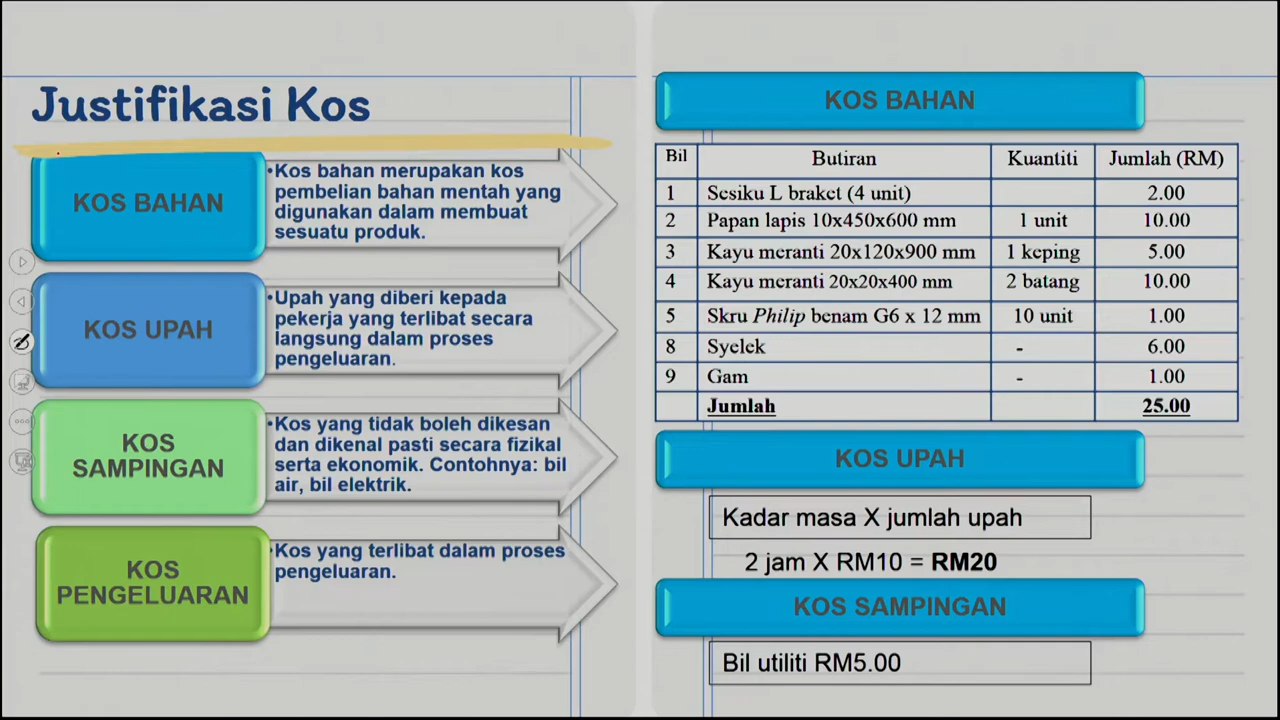 Justifikasi Kos
KOS BAHAN
•Kos bahan merupakan kos
pembelian bahan mentah yang
digunakan dalam membuat
sesuatu produk.
KOS UPAH
•Upah yang diberi kepada
pekerja yang terlibat secara
langsung dalam proses
pengeluaran.
KOS
SAMPINGAN
•Kos yang tidak boleh dikesan
dan dikenal pasti secara fizikal
serta ekonomik. Contohnya: bil
air, bil elektrik.
KOS
PENGELUARAN
•Kos yang terlibat dalam proses
pengeluaran.
KOS BAHAN
Bil Butiran Kuantiti Jumlah (RM)
1 Sesiku L braket (4 unit) 2.00
2 Papan lapis 10x450x600 mm 1 unit 10.00
3 Kayu meranti 20x120x900 mm 1 keping 5.00
4 Kayu meranti 20x20x400 mm 2 batang 10.00
5 Skru Philip benam G6 x 12 mm 10 unit 1.00
8 Syelek - 6.00
9 Gam - 1.00
Jumlah 25.00
KOS UPAH
Kadar masa X jumlah upah
2 jam X RM10 = RM20
KOS SAMPINGAN
Bil utiliti RM5.00